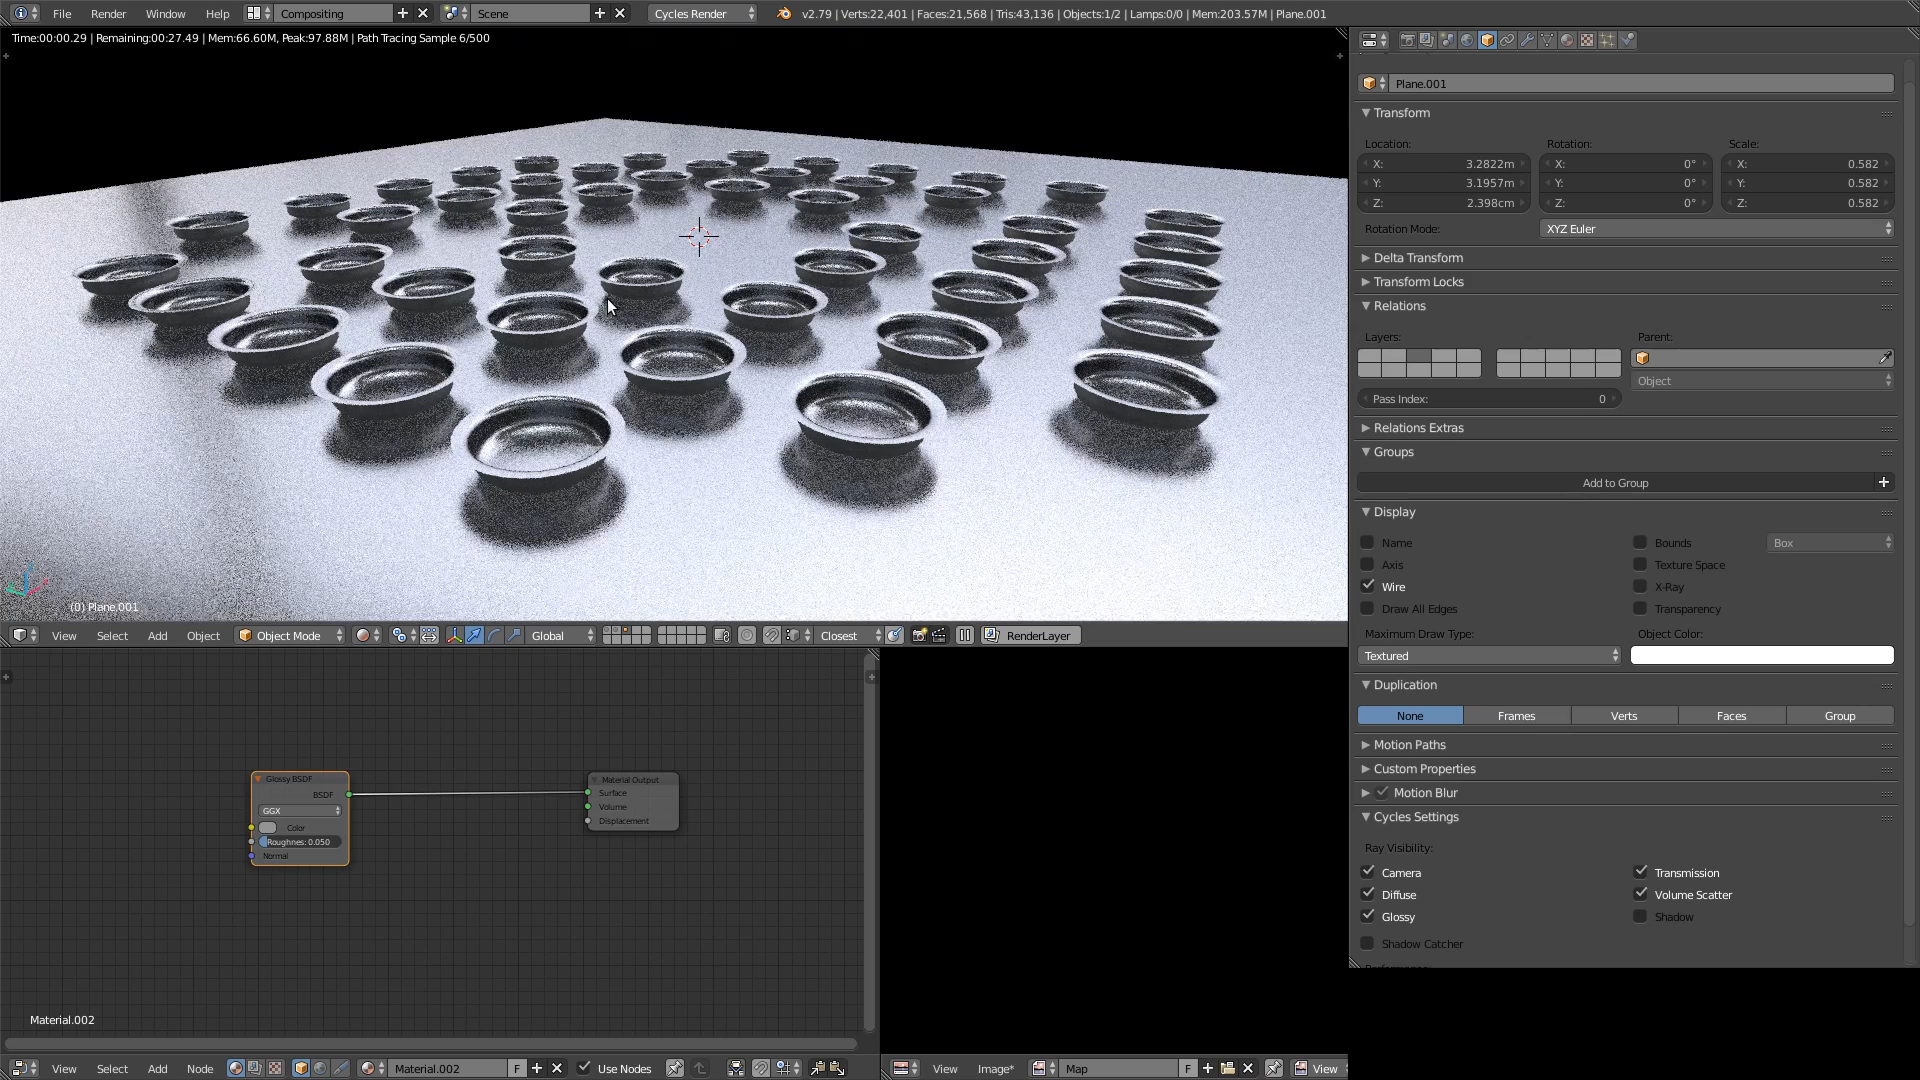 File Render Window Help Compositing Scene Cycles Render v2.79 | Verts:22,401 | Faces:21,568 | Tris:43,136 | Objects:1/2 | Lamps:0/0 | Mem:203.57M | Plane.001
Time:00:00.29 | Remaining:00:27.49 | Mem:66.60M, Peak:97.88M | Path Tracing Sample 6/500
Plane.001
Transform
Location: Rotation: Scale:
X: 3.2822m X: 0° X: 0.582
Y: 3.1957m Y: 0° Y: 0.582
Z: 2.398cm Z: 0° Z: 0.582
Rotation Mode: XYZ Euler
Delta Transform
Transform Locks
Relations
Layers: Parent:
Object
Pass Index: 0
Relations Extras
Groups
Add to Group
Display
Name Bounds Box
Axis Texture Space
Wire X-Ray
Draw All Edges Transparency
Maximum Draw Type: Object Color:
Textured
Duplication
None Frames Verts Faces Group
Motion Paths
Custom Properties
Motion Blur
Cycles Settings
Ray Visibility:
Camera Transmission
Diffuse Volume Scatter
Glossy Shadow
Shadow Catcher
(0) Plane.001
View Select Add Object Object Mode Global Closest RenderLayer
Glossy BSDF
BSDF
GGX
Color
Roughnes: 0.050
Normal
Material Output
Surface
Volume
Displacement
Material.002
View Select Add Node Material.002 F Use Nodes
View Image* Map F View